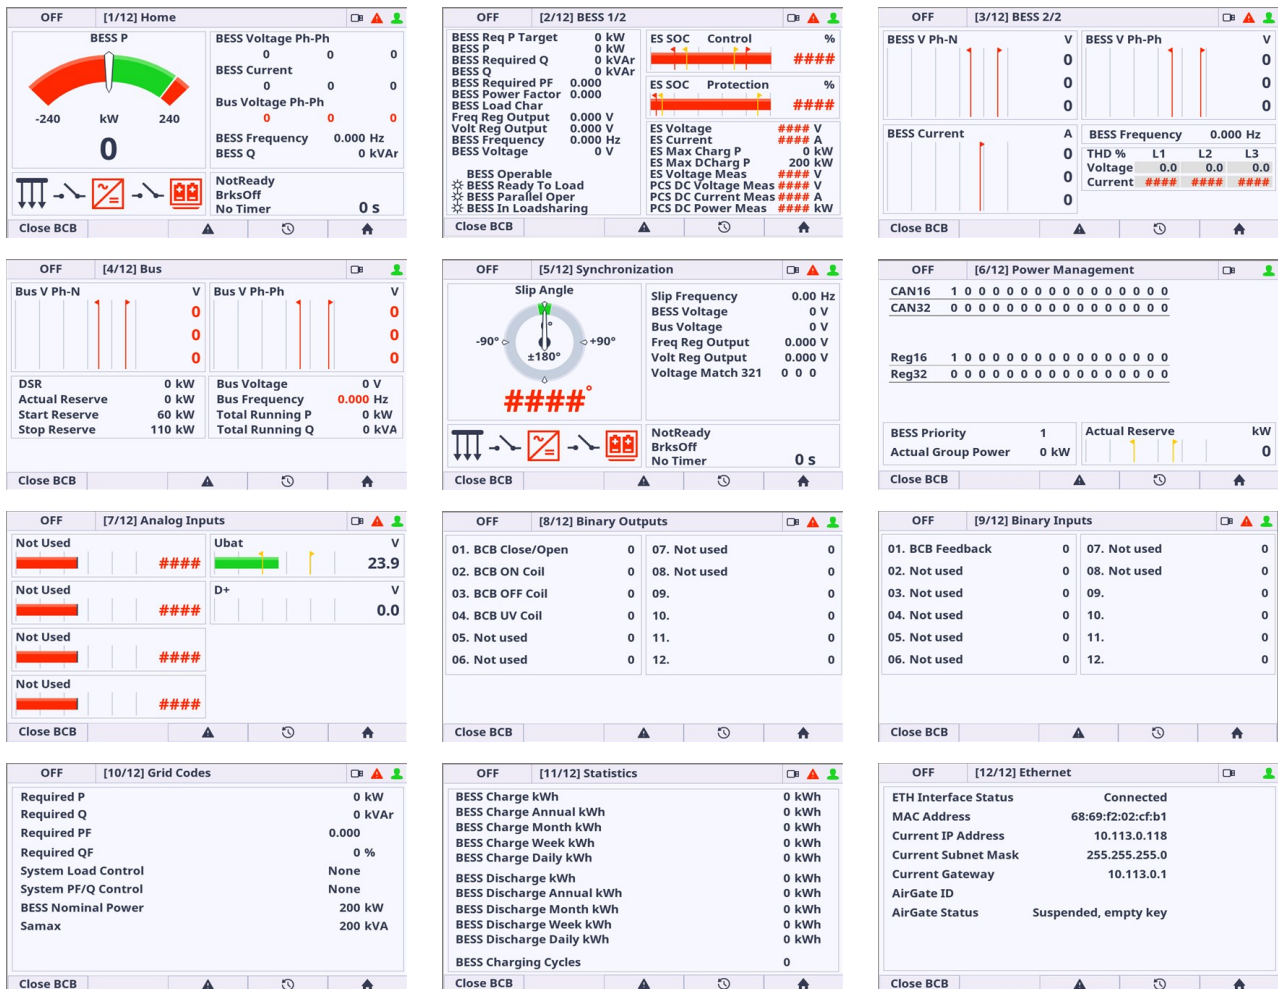 OFF [1/12] Home
BESS P
-240 kW 240
0
BESS Voltage Ph-Ph
0 0 0
BESS Current
0 0 0
Bus Voltage Ph-Ph
0 0 0
BESS Frequency 0.000 Hz
BESS Q 0 kVAr
NotReady
BrksOff
No Timer 0 s
Close BCB
OFF [2/12] BESS 1/2
BESS Req P Target 0 kW
BESS P 0 kW
BESS Required Q 0 kVAr
BESS Q 0 kVAr
BESS Required PF 0.000
BESS Power Factor 0.000
BESS Load Char
Freq Reg Output 0.000 V
Volt Reg Output 0.000 V
BESS Frequency 0.000 Hz
BESS Voltage 0 V
BESS Operable
BESS Ready To Load
BESS Parallel Oper
BESS In Loadsharing
ES SOC Control %
####
ES SOC Protection %
####
ES Voltage #### V
ES Current #### A
ES Max Charg P 0 kW
ES Max DCharg P 200 kW
ES Voltage Meas #### V
PCS DC Voltage Meas #### V
PCS DC Current Meas #### A
PCS DC Power Meas #### kW
Close BCB
OFF [3/12] BESS 2/2
BESS V Ph-N V
0
0
0
BESS V Ph-Ph V
0
0
0
BESS Current A
0
0
0
BESS Frequency 0.000 Hz
THD % L1 L2 L3
Voltage 0.0 0.0 0.0
Current #### #### ####
Close BCB
OFF [4/12] Bus
Bus V Ph-N V
0
0
0
Bus V Ph-Ph V
0
0
0
DSR 0 kW
Actual Reserve 0 kW
Start Reserve 60 kW
Stop Reserve 110 kW
Bus Voltage 0 V
Bus Frequency 0.000 Hz
Total Running P 0 kW
Total Running Q 0 kVA
Close BCB
OFF [5/12] Synchronization
Slip Angle
0°
-90° +90°
±180°
####°
Slip Frequency 0.00 Hz
BESS Voltage 0 V
Bus Voltage 0 V
Freq Reg Output 0.000 V
Volt Reg Output 0.000 V
Voltage Match 321 0 0 0
NotReady
BrksOff
No Timer 0 s
Close BCB
OFF [6/12] Power Management
CAN16 1 0 0 0 0 0 0 0 0 0 0 0 0 0 0 0
CAN32 0 0 0 0 0 0 0 0 0 0 0 0 0 0 0 0
Reg16 1 0 0 0 0 0 0 0 0 0 0 0 0 0 0 0
Reg32 0 0 0 0 0 0 0 0 0 0 0 0 0 0 0 0
BESS Priority 1
Actual Group Power 0 kW
Actual Reserve kW
0
Close BCB
OFF [7/12] Analog Inputs
Not Used
####
Not Used
####
Not Used
####
Not Used
####
Ubat V
23.9
D+ V
0.0
Close BCB
OFF [8/12] Binary Outputs
01. BCB Close/Open 0
02. BCB ON Coil 0
03. BCB OFF Coil 0
04. BCB UV Coil 0
05. Not used 0
06. Not used 0
07. Not used 0
08. Not used 0
09. 0
10. 0
11. 0
12. 0
Close BCB
OFF [9/12] Binary Inputs
01. BCB Feedback 0
02. Not used 0
03. Not used 0
04. Not used 0
05. Not used 0
06. Not used 0
07. Not used 0
08. Not used 0
09. 0
10. 0
11. 0
12. 0
Close BCB
OFF [10/12] Grid Codes
Required P 0 kW
Required Q 0 kVAr
Required PF 0.000
Required QF 0 %
System Load Control None
System PF/Q Control None
BESS Nominal Power 200 kW
Samax 200 kVA
Close BCB
OFF [11/12] Statistics
BESS Charge kWh 0 kWh
BESS Charge Annual kWh 0 kWh
BESS Charge Month kWh 0 kWh
BESS Charge Week kWh 0 kWh
BESS Charge Daily kWh 0 kWh
BESS Discharge kWh 0 kWh
BESS Discharge Annual kWh 0 kWh
BESS Discharge Month kWh 0 kWh
BESS Discharge Week kWh 0 kWh
BESS Discharge Daily kWh 0 kWh
BESS Charging Cycles 0
Close BCB
OFF [12/12] Ethernet
ETH Interface Status Connected
MAC Address 68:69:f2:02:cf:b1
Current IP Address 10.113.0.118
Current Subnet Mask 255.255.255.0
Current Gateway 10.113.0.1
AirGate ID
AirGate Status Suspended, empty key
Close BCB